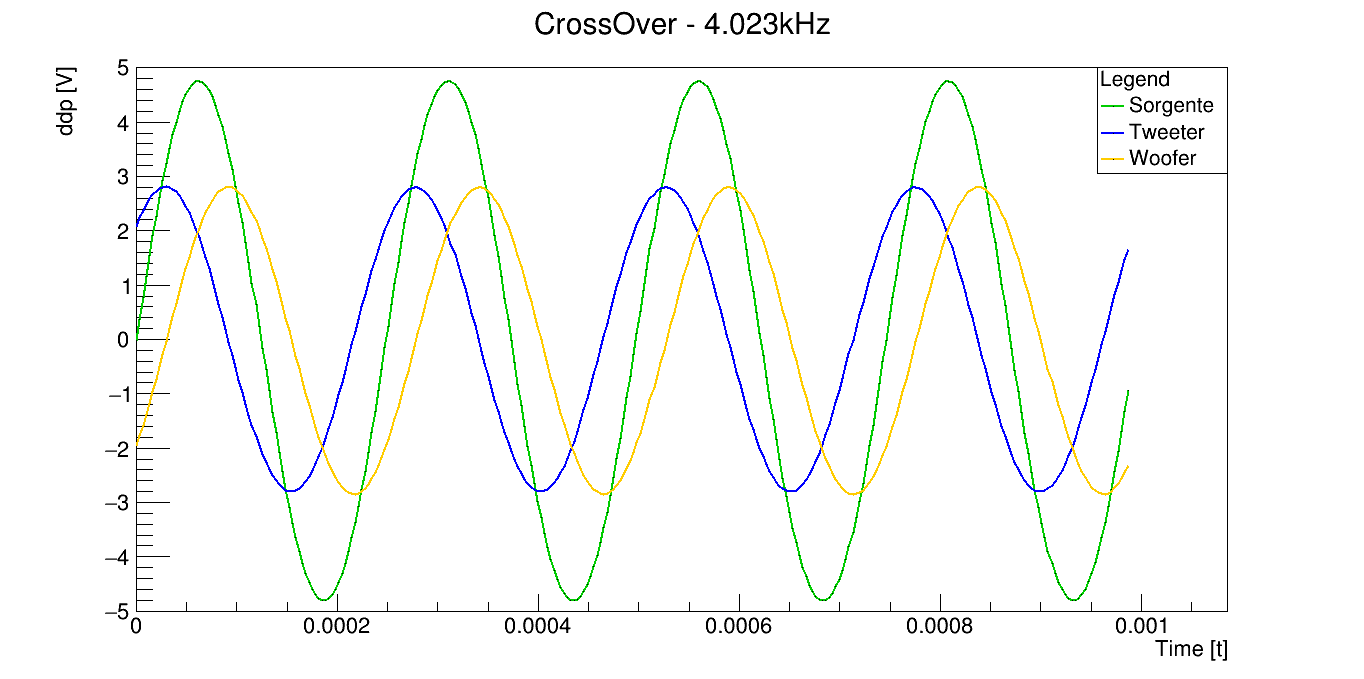 CrossOver - 4.023kHz
ddp [V]
5
4
3
2
1
0
−1
−2
−3
−4
−5
Legend
Sorgente
Tweeter
Woofer
0 0.0002 0.0004 0.0006 0.0008 0.001
Time [t]